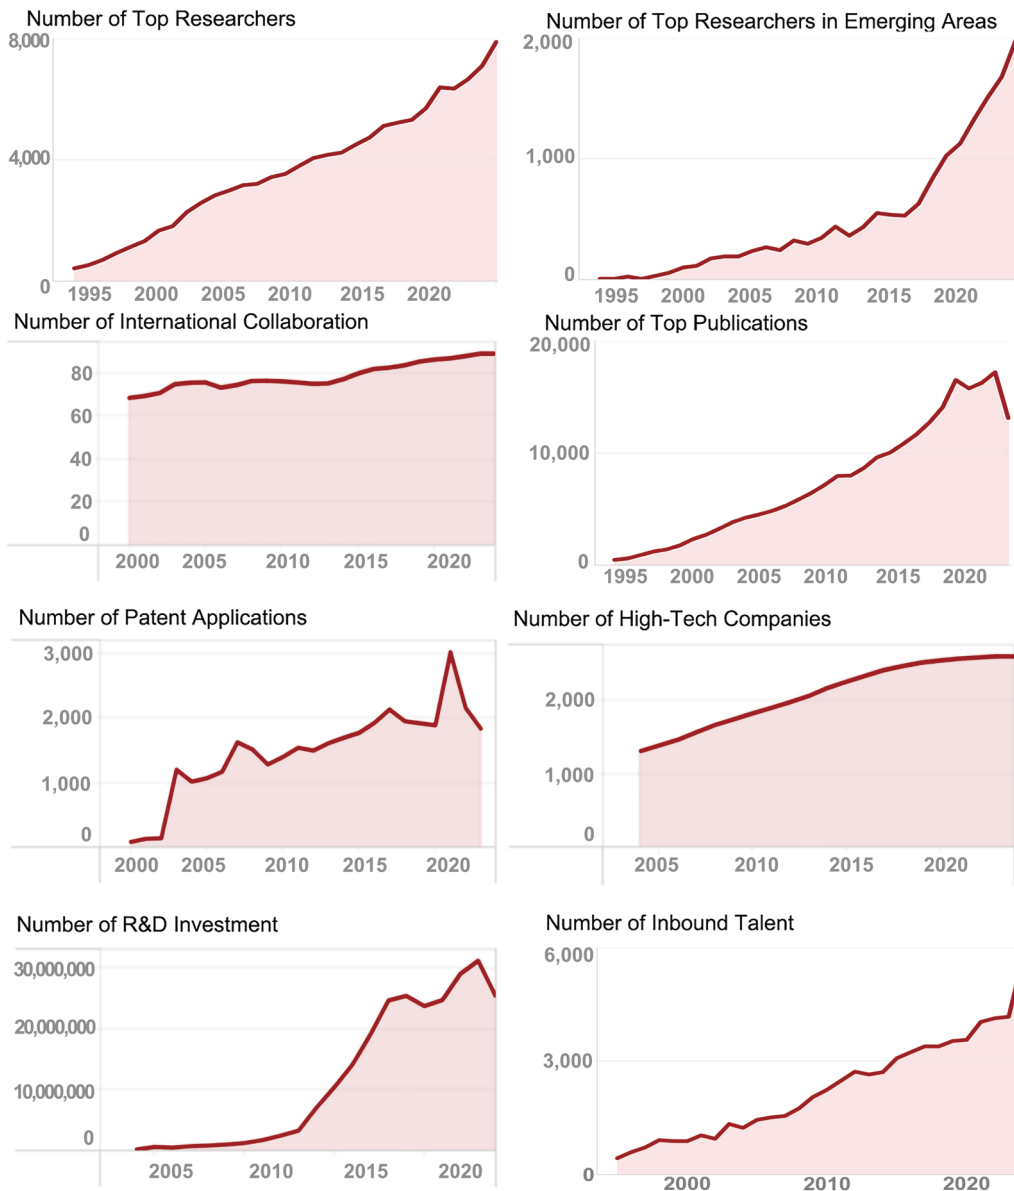 Number of Top Researchers
8,000
4,000
0
1995 2000 2005 2010 2015 2020
Number of Top Researchers in Emerging Areas
2,000
1,000
0
1995 2000 2005 2010 2015 2020
Number of International Collaboration
80
60
40
20
0
2000 2005 2010 2015 2020
Number of Top Publications
20,000
10,000
0
1995 2000 2005 2010 2015 2020
Number of Patent Applications
3,000
2,000
1,000
0
2000 2005 2010 2015 2020
Number of High-Tech Companies
2,000
1,000
0
2005 2010 2015 2020
Number of R&D Investment
30,000,000
20,000,000
10,000,000
0
2005 2010 2015 2020
Number of Inbound Talent
6,000
3,000
0
2000 2010 2020